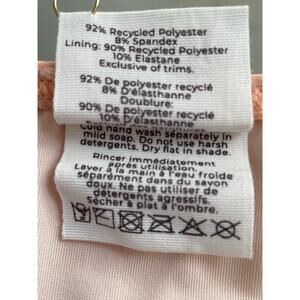 92% Recycled Polyester
8% Spandex
Lining: 90% Recycled Polyester
10% Elastane
Exclusive of trims.
92% De polyester recyclé
8% D'élasthanne
Doublure:
90% De polyester recyclé
10% Élasthanne
Cold hand wash separately in
mild soap. Do not use harsh
detergents. Dry flat in shade.
Rincer immédiatement
après utilisation.
Laver à la main à l'eau froide
séparément dans du savon
doux. Ne pas utiliser de
détergents agressifs.
Sécher à plat à l'ombre.